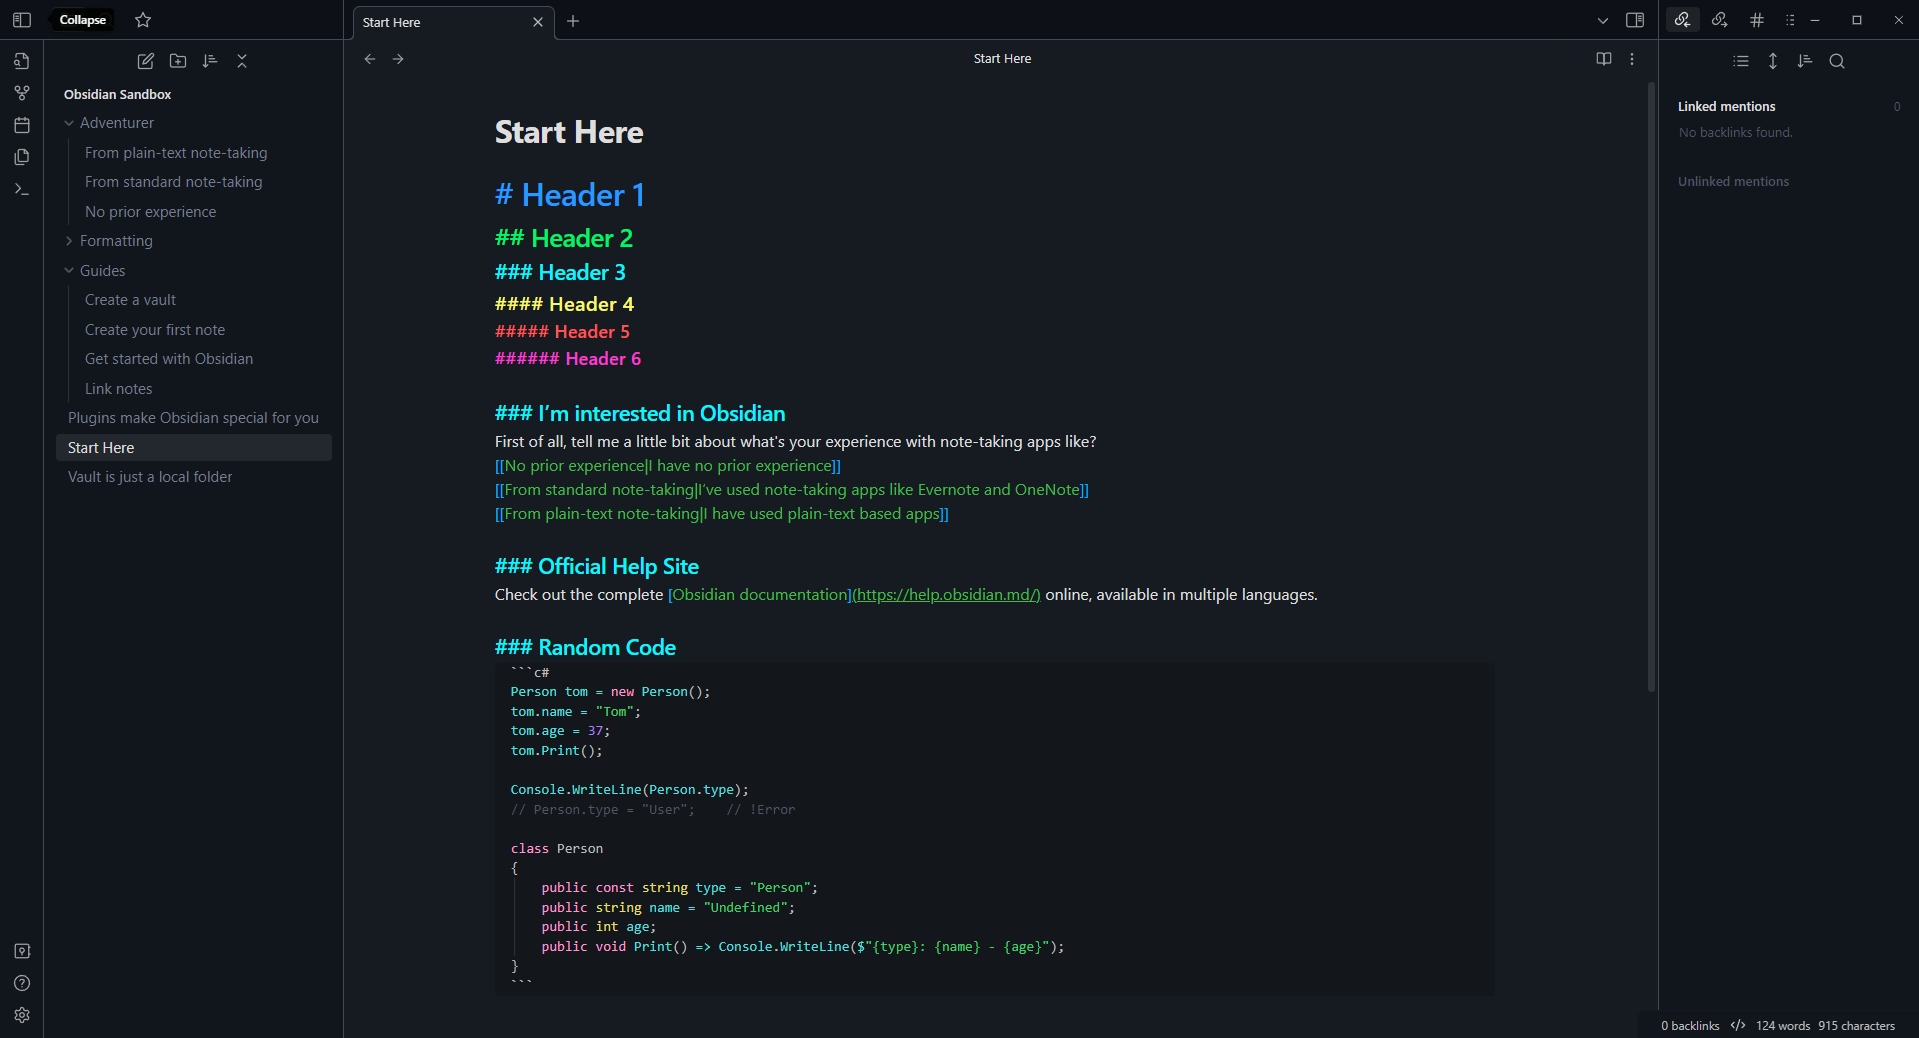 Collapse
Start Here
Start Here
Obsidian Sandbox
Adventurer
From plain-text note-taking
From standard note-taking
No prior experience
Formatting
Guides
Create a vault
Create your first note
Get started with Obsidian
Link notes
Plugins make Obsidian special for you
Start Here
Vault is just a local folder
Start Here
# Header 1
## Header 2
### Header 3
#### Header 4
##### Header 5
###### Header 6
### I’m interested in Obsidian
First of all, tell me a little bit about what's your experience with note-taking apps like?
[[No prior experience|I have no prior experience]]
[[From standard note-taking|I’ve used note-taking apps like Evernote and OneNote]]
[[From plain-text note-taking|I have used plain-text based apps]]
### Official Help Site
Check out the complete [Obsidian documentation](https://help.obsidian.md/) online, available in multiple languages.
### Random Code
```c#
Person tom = new Person();
tom.name = "Tom";
tom.age = 37;
tom.Print();
Console.WriteLine(Person.type);
// Person.type = "User";    // !Error
class Person
{
    public const string type = "Person";
    public string name = "Undefined";
    public int age;
    public void Print() => Console.WriteLine($"{type}: {name} - {age}");
}
```
Linked mentions 0
No backlinks found.
Unlinked mentions
0 backlinks </> 124 words 915 characters